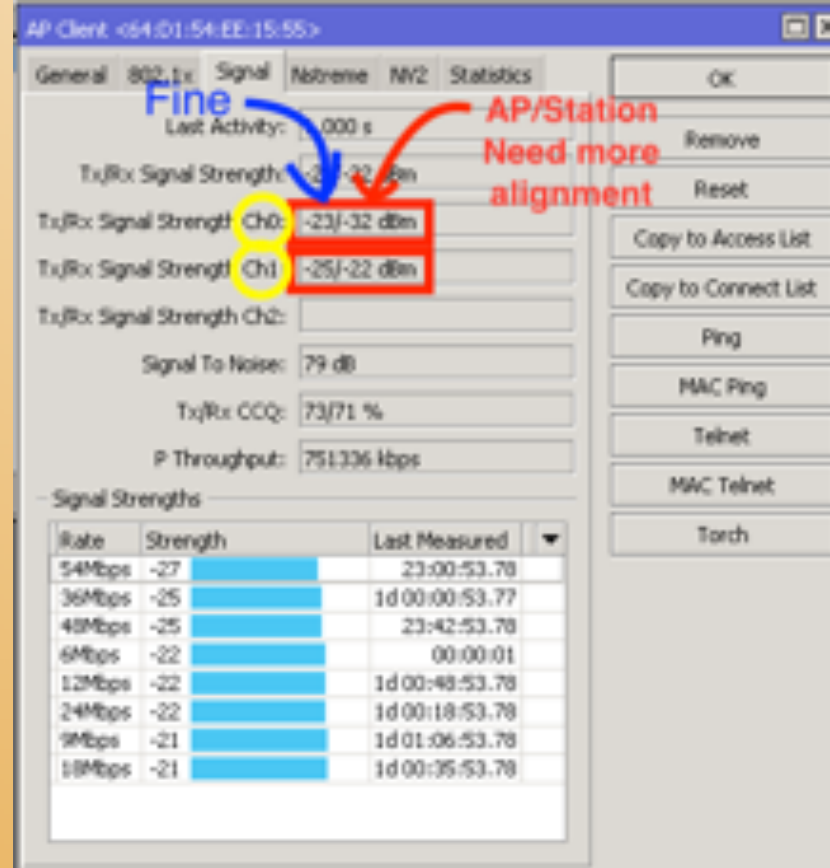 AP Client <64:D1:54:EE:15:55>
General 802.1x Signal Nstreme NV2 Statistics
OK
Fine
AP/Station
Need more
alignment
Last Activity: .000 s
Remove
Tx/Rx Signal Strength: -22 dBm
Reset
Tx/Rx Signal Strength Ch0: -23/-32 dBm
Copy to Access List
Tx/Rx Signal Strength Ch1 -25/-22 dBm
Copy to Connect List
Tx/Rx Signal Strength Ch2:
Ping
Signal To Noise: 79 dB
MAC Ping
Tx/Rx CCQ: 73/71 %
Telnet
P Throughput: 751336 kbps
MAC Telnet
Signal Strengths
Torch
Rate Strength Last Measured
54Mbps -27 23:00:53.78
36Mbps -25 1d 00:00:53.77
48Mbps -25 23:42:53.78
6Mbps -22 00:00:01
12Mbps -22 1d 00:48:53.78
24Mbps -22 1d 00:18:53.78
9Mbps -21 1d 01:06:53.78
18Mbps -21 1d 00:35:53.78